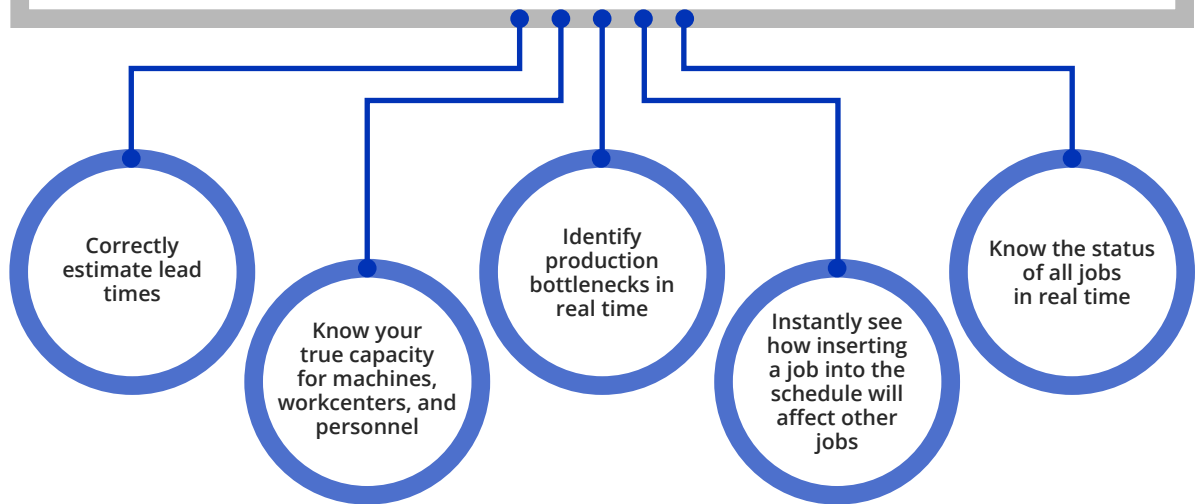 Correctly
estimate lead
times
Know your
true capacity
for machines,
workcenters, and
personnel
Identify
production
bottlenecks in
real time
Instantly see
how inserting
a job into the
schedule will
affect other
jobs
Know the status
of all jobs
in real time